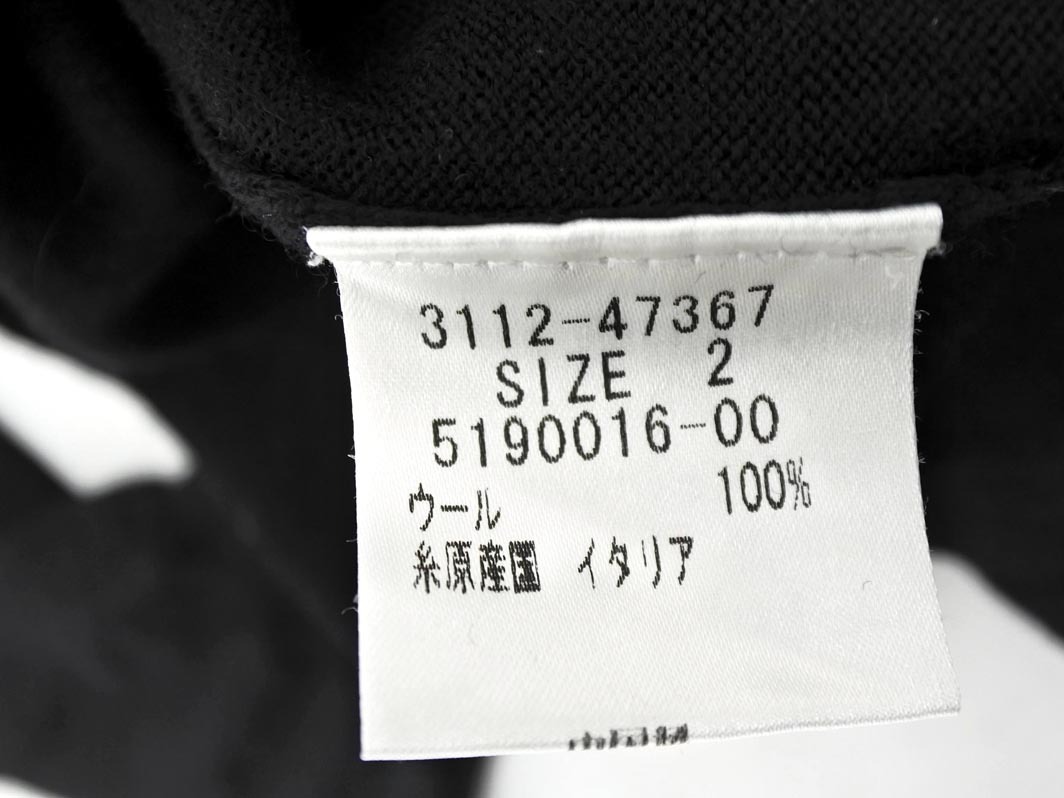 3112-47367
SIZE 2
5190016-00
ウール 100%
糸原産国 イタリア